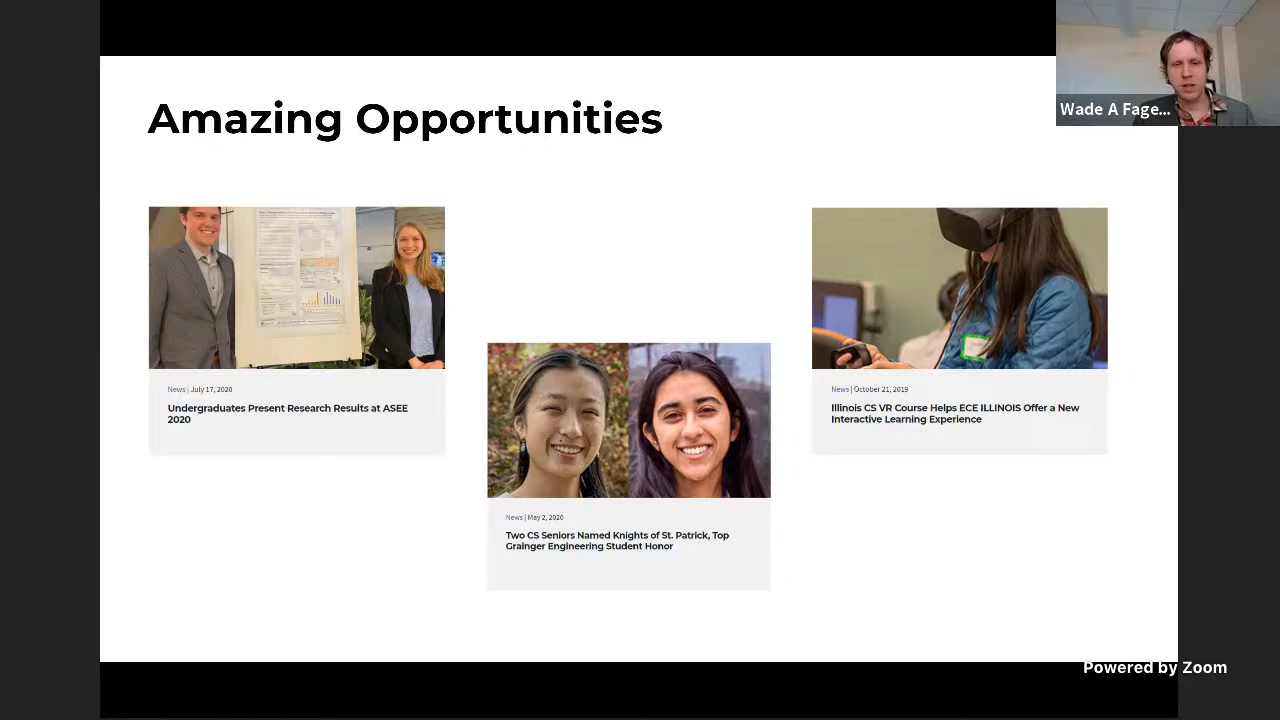 Amazing Opportunities
Wade A Fage...
News | July 17, 2020
Undergraduates Present Research Results at ASEE
2020
News | May 2, 2020
Two CS Seniors Named Knights of St. Patrick, Top
Grainger Engineering Student Honor
News | October 21, 2019
Illinois CS VR Course Helps ECE ILLINOIS Offer a New
Interactive Learning Experience
Powered by Zoom